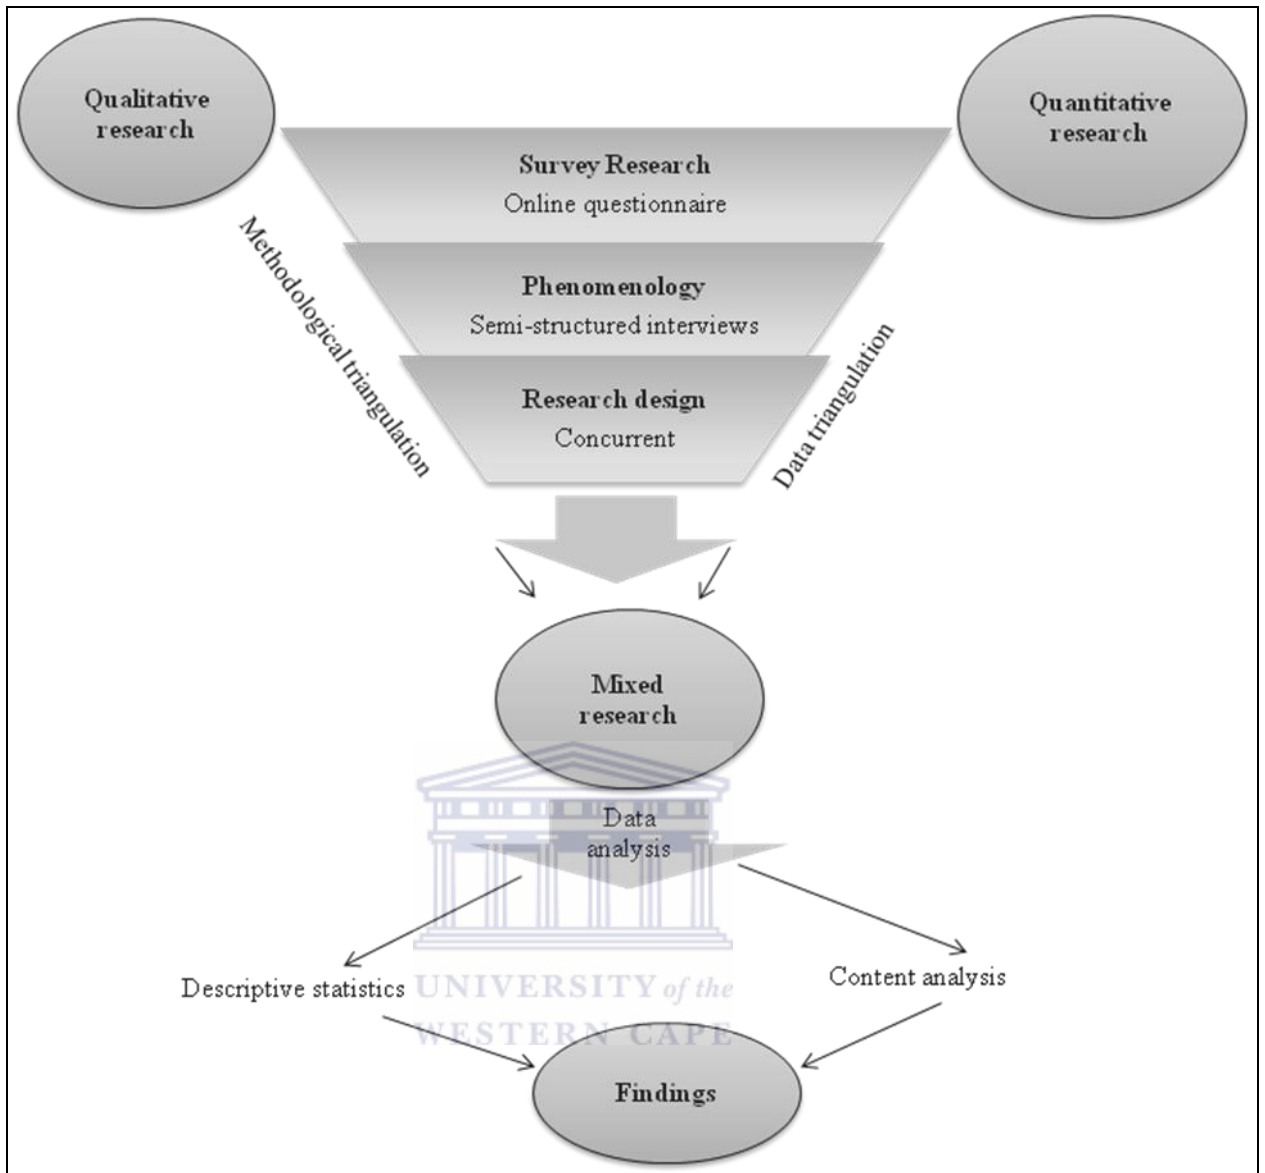 Qualitative
research
Quantitative
research
Survey Research
Online questionnaire
Phenomenology
Semi-structured interviews
Research design
Concurrent
Methodological triangulation
Data triangulation
Mixed
research
Data
analysis
Descriptive statistics
Content analysis
UNIVERSITY of the
WESTERN CAPE
Findings